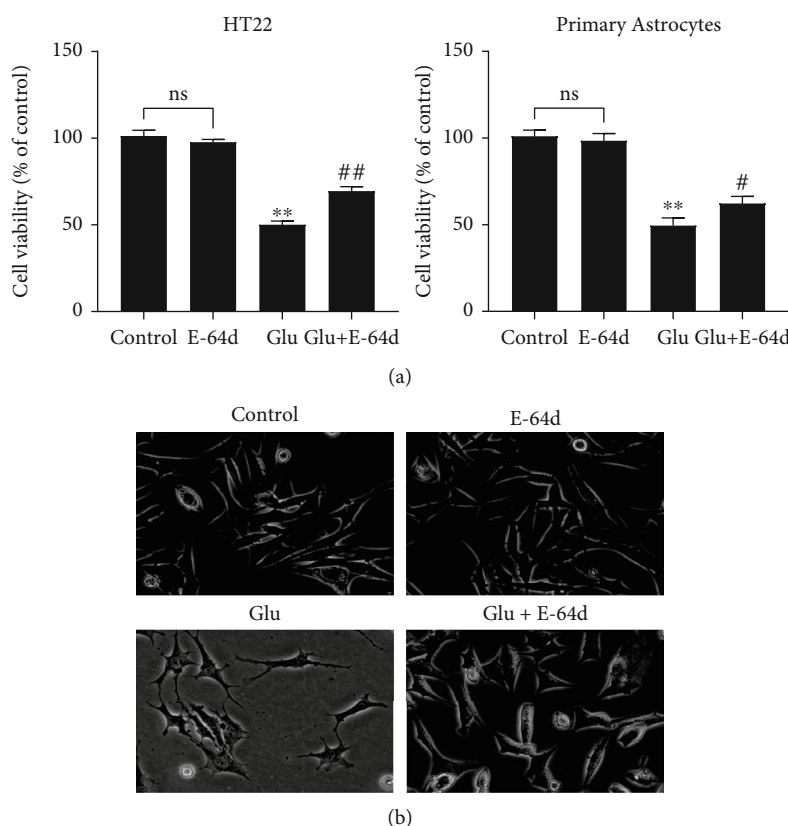 HT22
Cell viability (% of control)
150
100
50
0
ns
**
##
Control E-64d Glu Glu+E-64d
Primary Astrocytes
Cell viability (% of control)
150
100
50
0
ns
**
#
Control E-64d Glu Glu+E-64d
(a)
Control
E-64d
Glu
Glu + E-64d
(b)